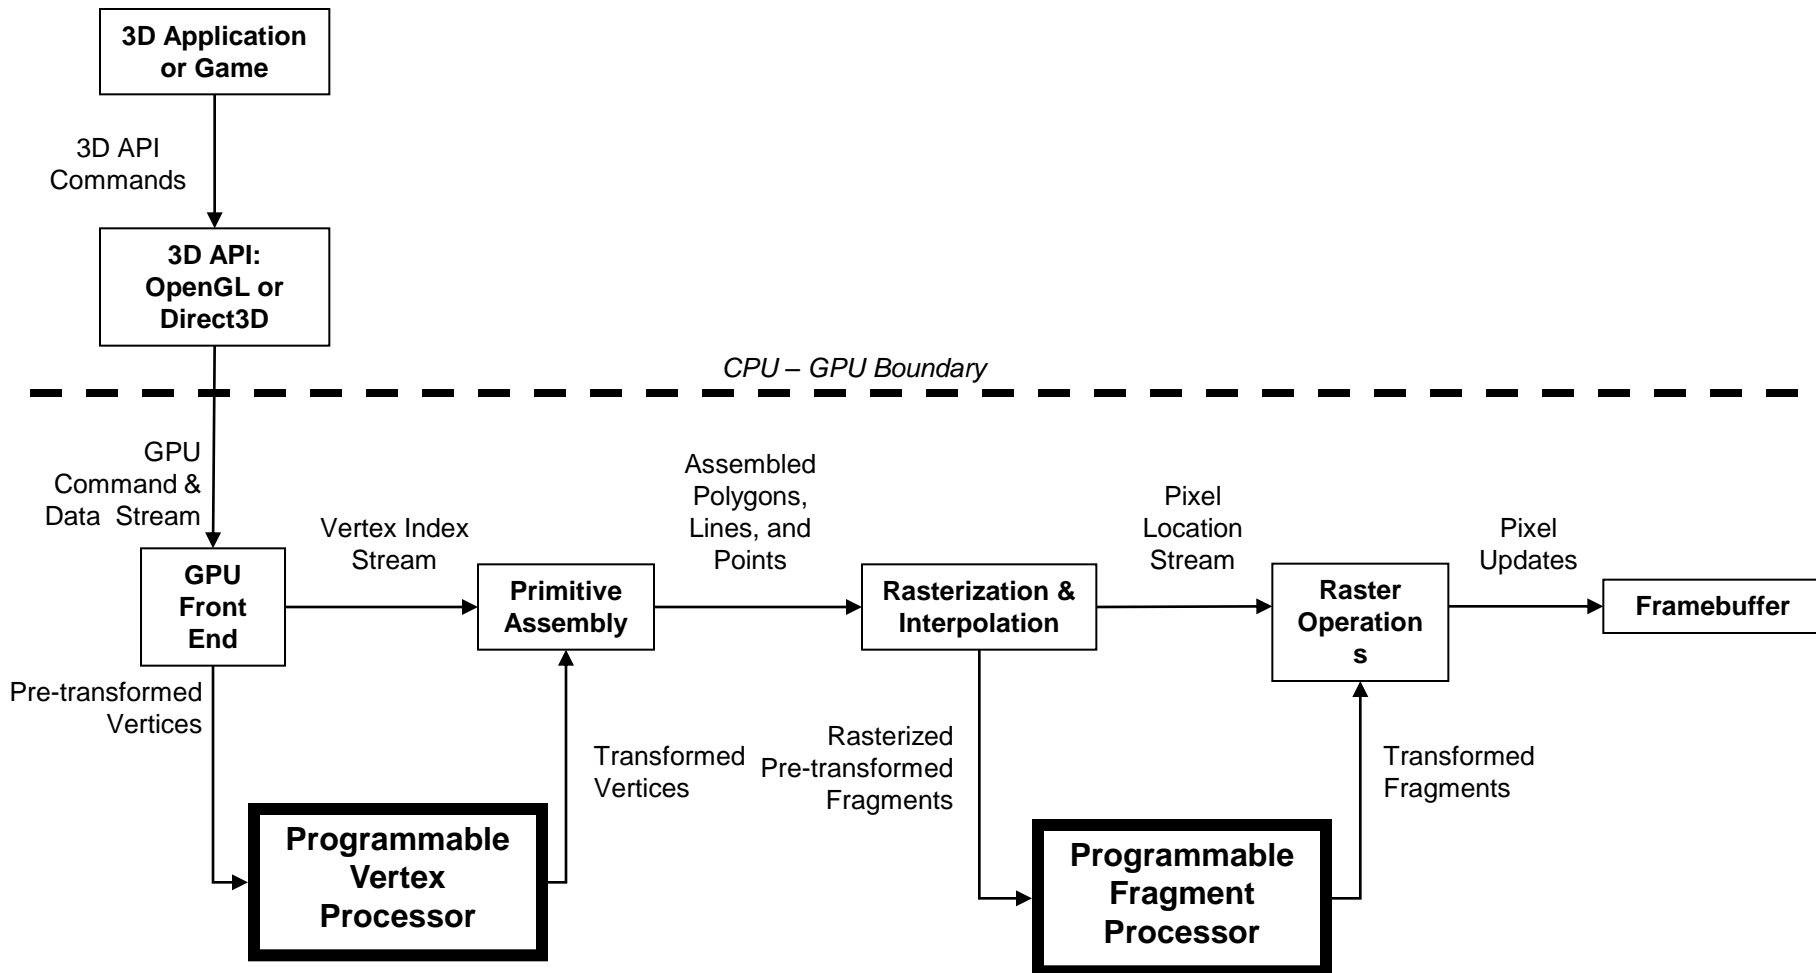 3D Application
or Game
3D API
Commands
3D API:
OpenGL or
Direct3D
CPU – GPU Boundary
GPU
Command &
Data Stream
GPU
Front
End
Vertex Index
Stream
Primitive
Assembly
Assembled
Polygons,
Lines, and
Points
Rasterization &
Interpolation
Pixel
Location
Stream
Raster
Operation
s
Pixel
Updates
Framebuffer
Pre-transformed
Vertices
Programmable
Vertex
Processor
Transformed
Vertices
Rasterized
Pre-transformed
Fragments
Programmable
Fragment
Processor
Transformed
Fragments